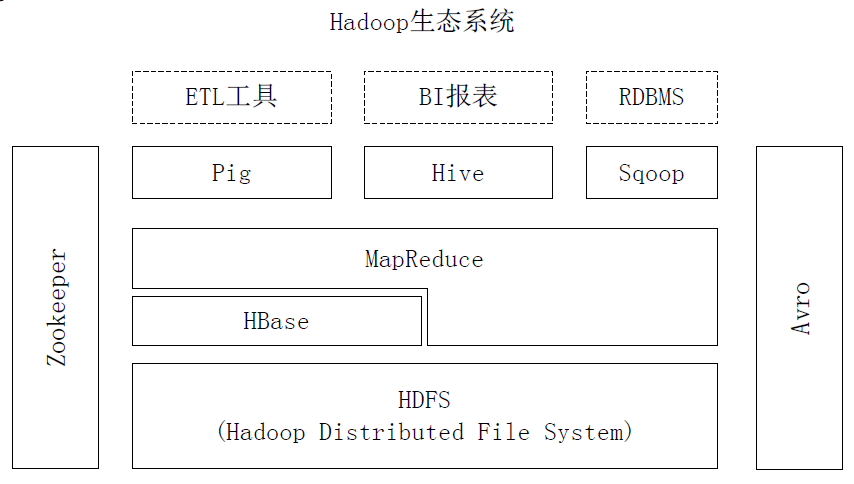 Hadoop生态系统
ETL工具
BI报表
RDBMS
Pig
Hive
Sqoop
Zookeeper
MapReduce
HBase
HDFS
(Hadoop Distributed File System)
Avro